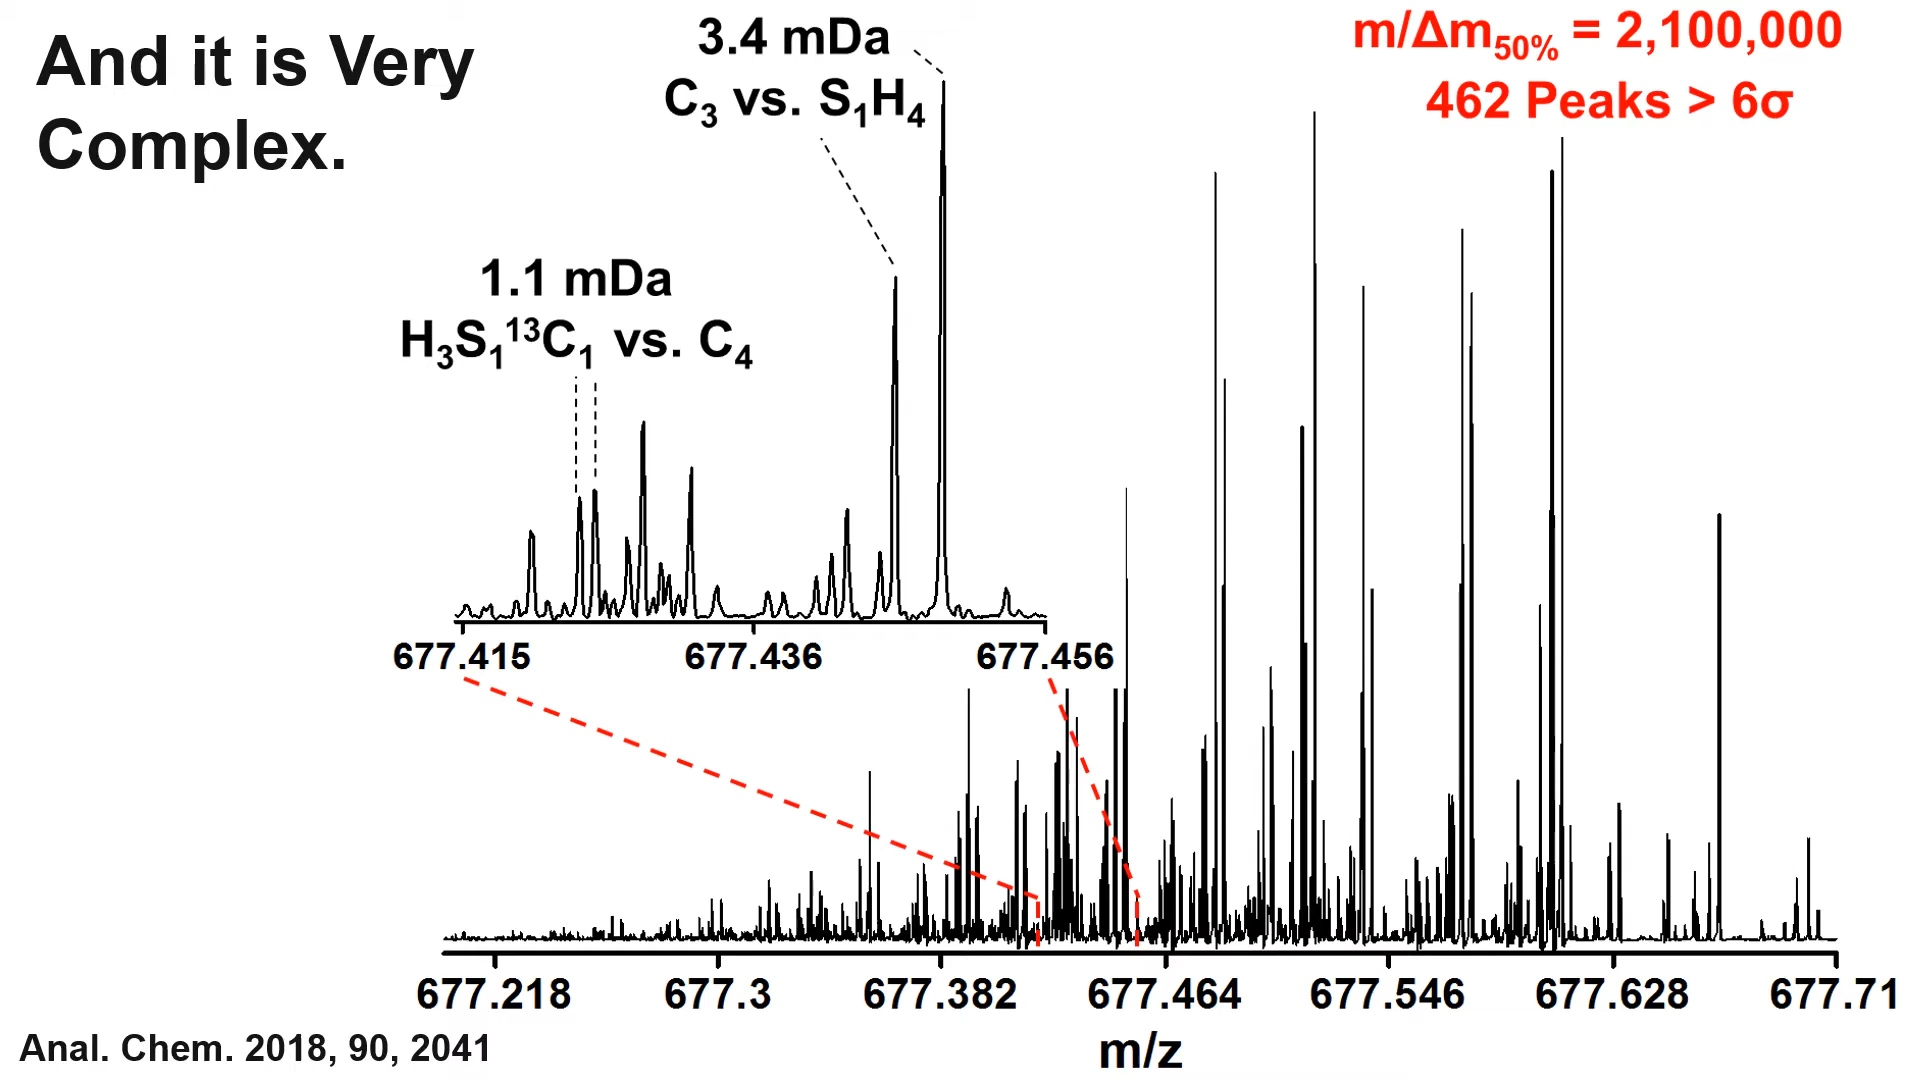 And it is Very
Complex.
3.4 mDa
C₃ vs. S₁H₄
m/Δm₅₀% = 2,100,000
462 Peaks > 6σ
1.1 mDa
H₃S₁¹³C₁ vs. C₄
677.415 677.436 677.456
677.218 677.3 677.382 677.464 677.546 677.628 677.71
m/z
Anal. Chem. 2018, 90, 2041